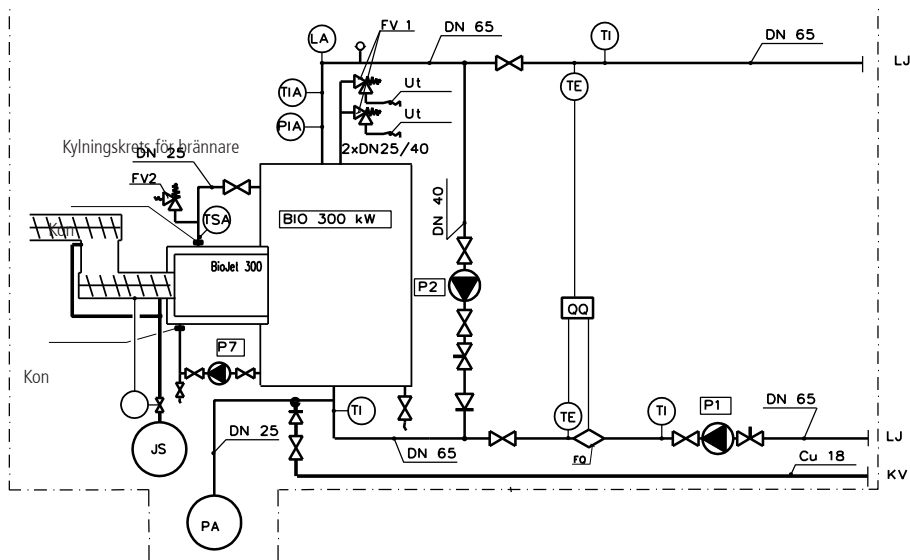 FV 1
DN 65
TI
DN 65
LA
LJ
TIA
Ut
TE
PIA
Ut
Kylningskrets för brännare
2xDN25/40
DN 25
FV2
TSA
BIO 300 kW
DN 40
Kon
BioJet 300
P2
QQ
P7
Kon
TI
TE
TI
P1
DN 65
JS
DN 25
DN 65
FQ
LJ
Cu 18
KV
PA